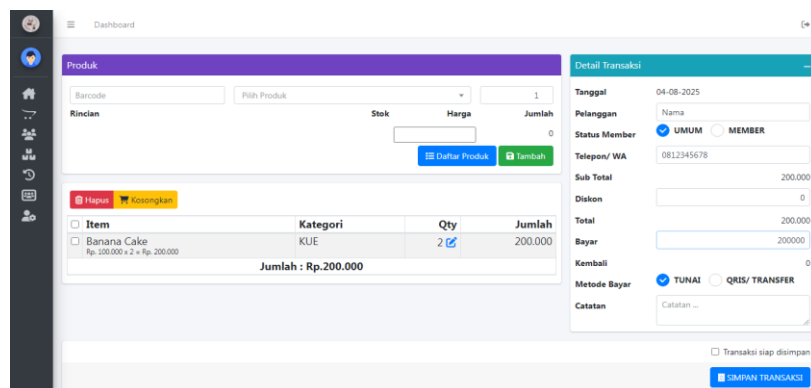 Dashboard
Produk
Barcode Pilih Produk 1
Rincian Stok Harga Jumlah
0
Daftar Produk Tambah
Hapus Kosongkan
Item Kategori Qty Jumlah
Banana Cake KUE 2 200.000
Rp. 100.000 x 2 = Rp. 200.000
Jumlah : Rp.200.000
Detail Transaksi
Tanggal 04-08-2025
Pelanggan Nama
Status Member UMUM MEMBER
Telepon/ WA 0812345678
Sub Total 200.000
Diskon 0
Total 200.000
Bayar 200000
Kembali 0
Metode Bayar TUNAI QRIS/ TRANSFER
Catatan Catatan ...
Transaksi siap disimpan
SIMPAN TRANSAKSI